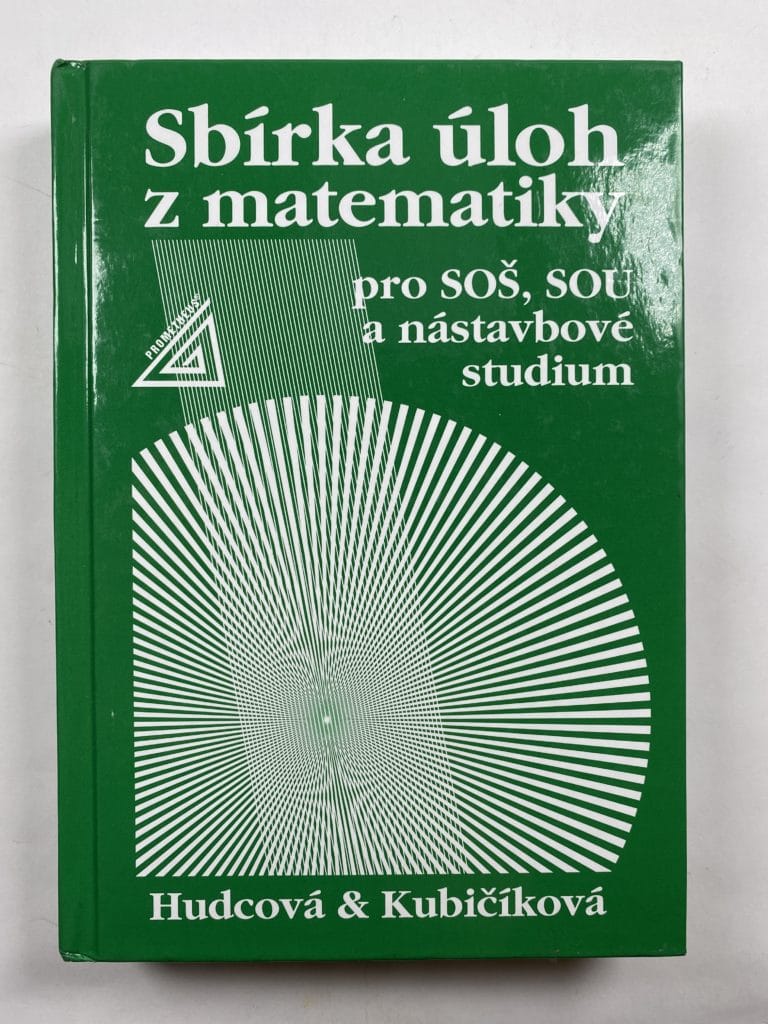 Sbírka úloh
z matematiky
pro SOŠ, SOU
a nástavbové
studium
PROMETHEUS
Hudcová & Kubičíková